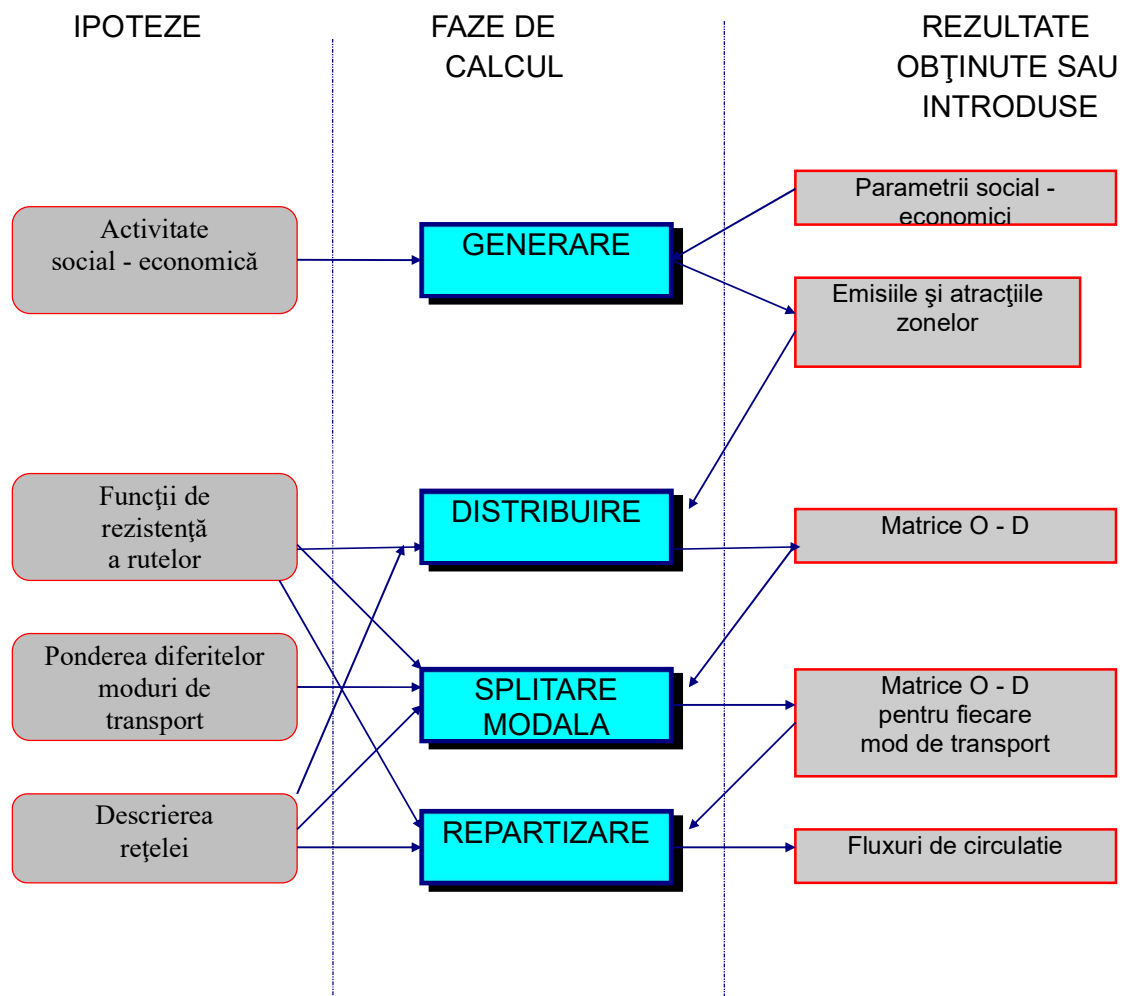 IPOTEZE
FAZE DE
CALCUL
REZULTATE
OBŢINUTE SAU
INTRODUSE
Activitate
social - economică
GENERARE
Parametrii social -
economici
Emisiile şi atracţiile
zonelor
Funcţii de
rezistenţă
a rutelor
DISTRIBUIRE
Matrice O - D
Ponderea diferitelor
moduri de
transport
SPLITARE
MODALA
Matrice O - D
pentru fiecare
mod de transport
Descrierea
reţelei
REPARTIZARE
Fluxuri de circulatie